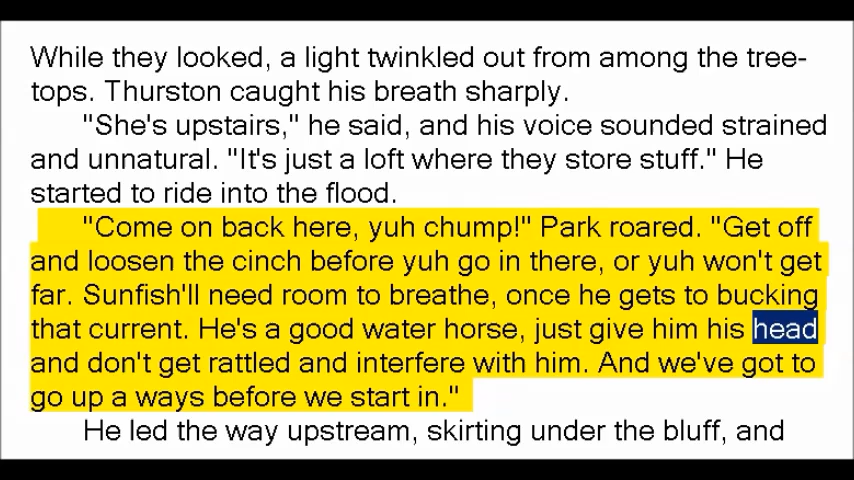 While they looked, a light twinkled out from among the tree-
tops. Thurston caught his breath sharply.
"She's upstairs," he said, and his voice sounded strained
and unnatural. "It's just a loft where they store stuff." He
started to ride into the flood.
"Come on back here, yuh chump!" Park roared. "Get off
and loosen the cinch before yuh go in there, or yuh won't get
far. Sunfish'll need room to breathe, once he gets to bucking
that current. He's a good water horse, just give him his head
and don't get rattled and interfere with him. And we've got to
go up a ways before we start in."
He led the way upstream, skirting under the bluff, and